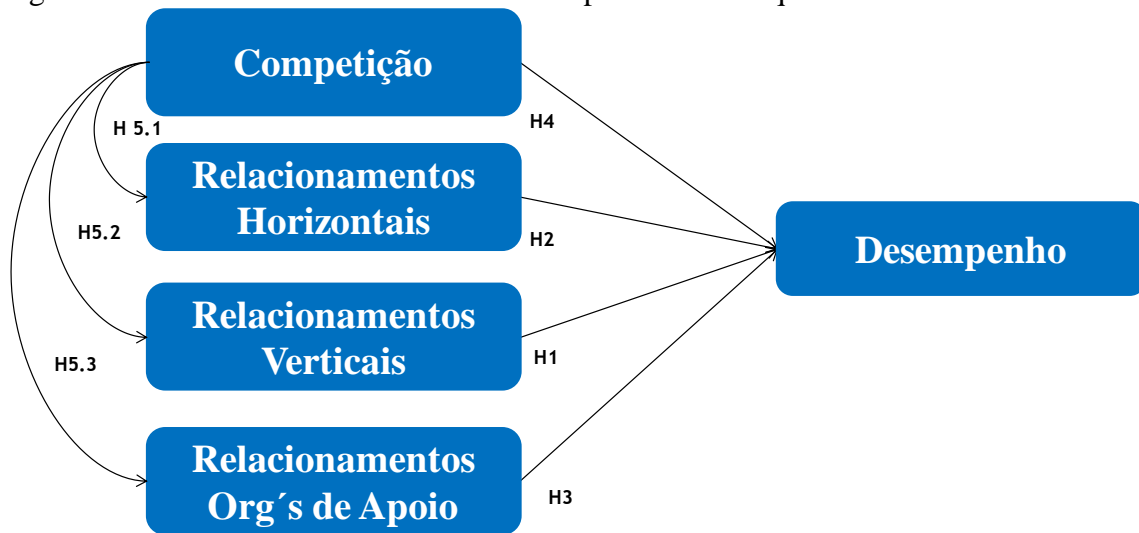 Competição
H 5.1
H4
Relacionamentos
Horizontais
H5.2
H2
Desempenho
Relacionamentos
Verticais
H5.3
H1
Relacionamentos
Org´s de Apoio
H3